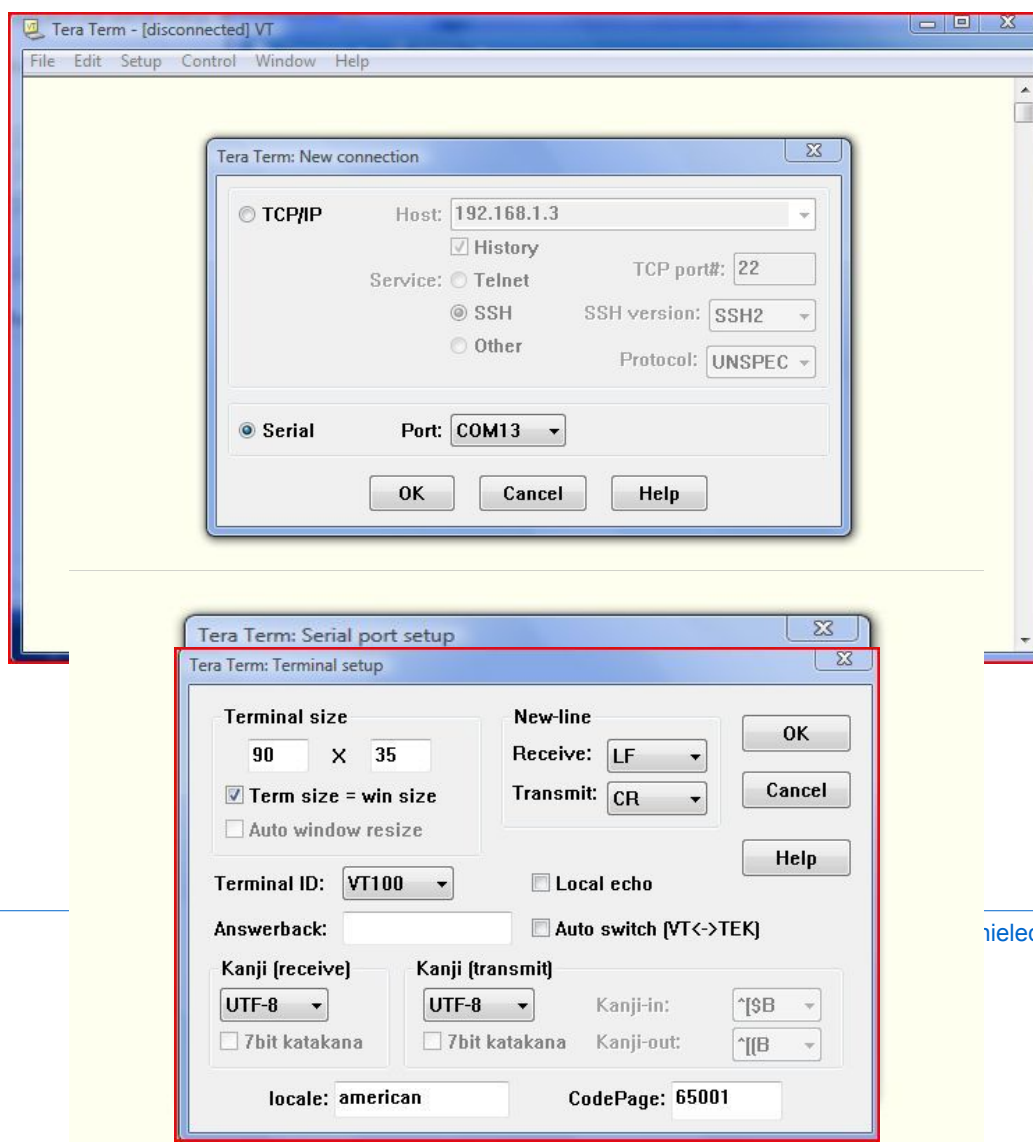 Tera Term - [disconnected] VT
File Edit Setup Control Window Help
Tera Term: New connection
TCP/IP Host: 192.168.1.3
History
Service: Telnet TCP port#: 22
SSH SSH version: SSH2
Other Protocol: UNSPEC
Serial Port: COM13
OK Cancel Help
Tera Term: Serial port setup
Tera Term: Terminal setup
Terminal size New-line
90 X 35 Receive: LF OK
Term size = win size Transmit: CR Cancel
Auto window resize
Help
Terminal ID: VT100 Local echo
Answerback: Auto switch (VT<->TEK)
Kanji (receive) Kanji (transmit)
UTF-8 UTF-8 Kanji-in: ^[$B
7bit katakana 7bit katakana Kanji-out: ^[(B
locale: american CodePage: 65001